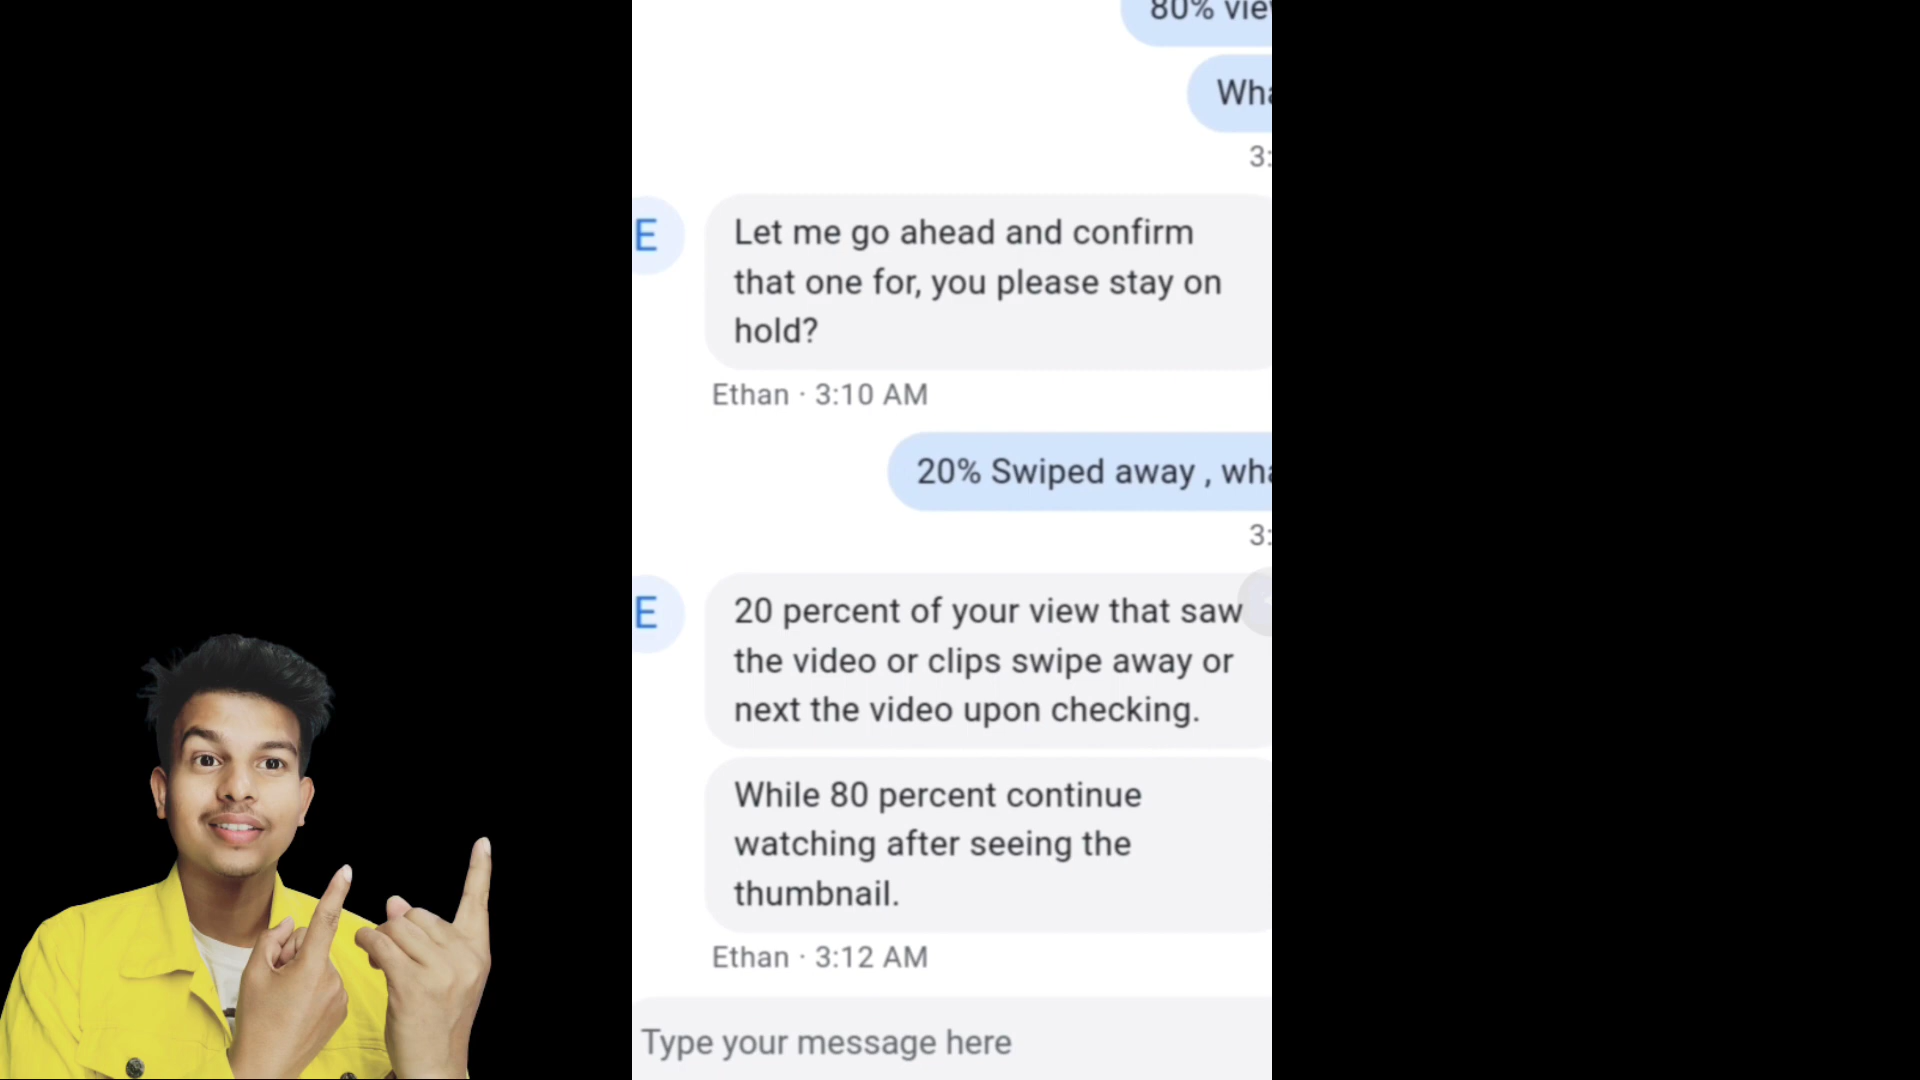 80%
E
Let me go ahead and confirm
that one for, you please stay on
hold?
Ethan · 3:10 AM
20% Swiped away ,
E
20 percent of your view that saw
the video or clips swipe away or
next the video upon checking.
While 80 percent continue
watching after seeing the
thumbnail.
Ethan · 3:12 AM
Type your message here